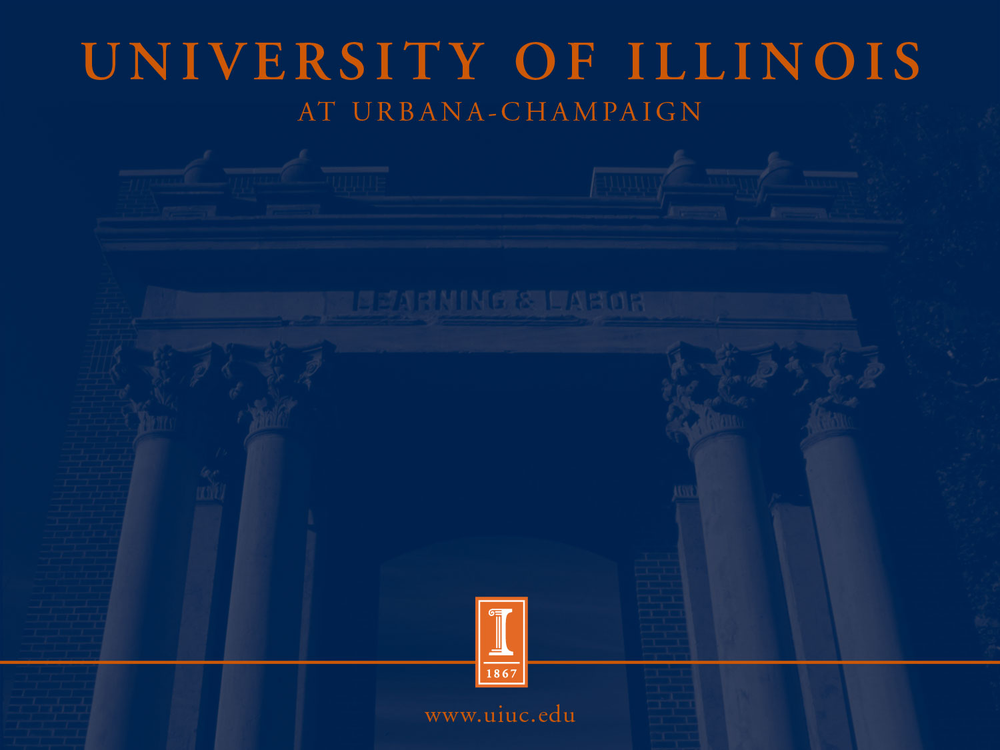 UNIVERSITY OF ILLINOIS
AT URBANA-CHAMPAIGN
LEARNING & LABOR
I
1867
www.uiuc.edu